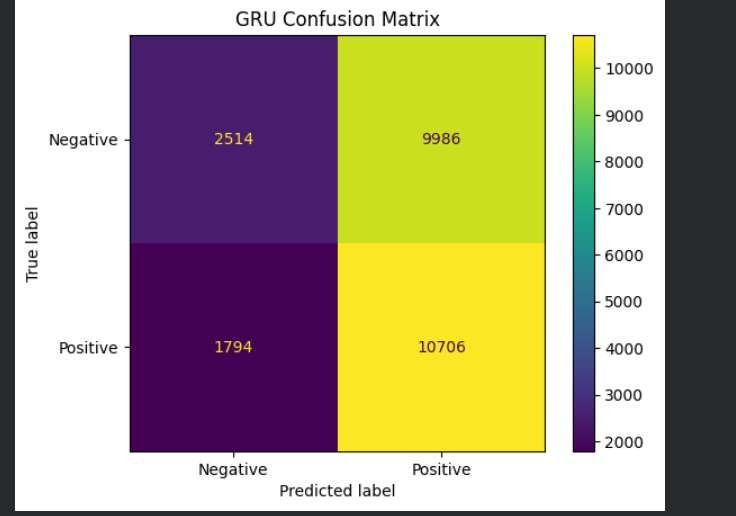 GRU Confusion Matrix
True label
Negative
2514
9986
Positive
1794
10706
Negative
Positive
Predicted label
10000
9000
8000
7000
6000
5000
4000
3000
2000